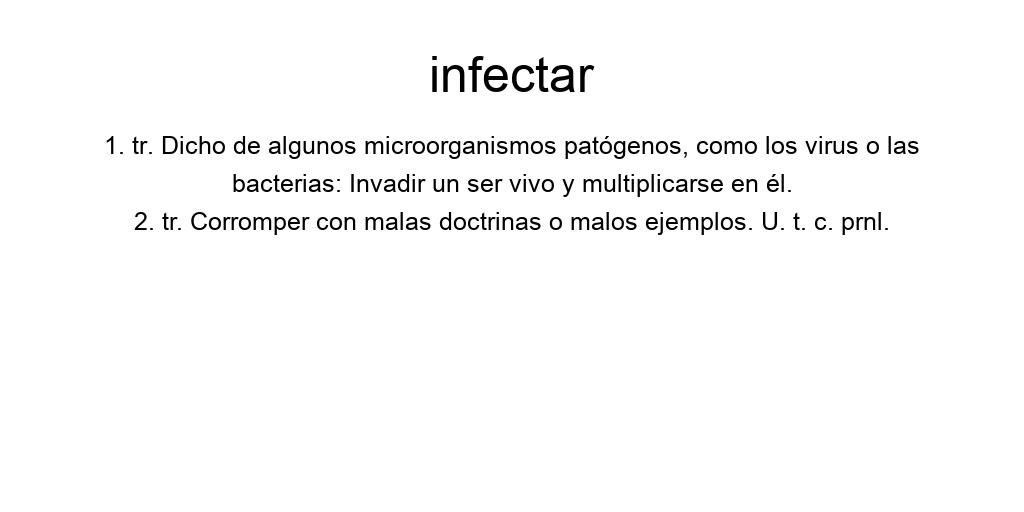 infectar
1. tr. Dicho de algunos microorganismos patógenos, como los virus o las
bacterias: Invadir un ser vivo y multiplicarse en él.
2. tr. Corromper con malas doctrinas o malos ejemplos. U. t. c. prnl.